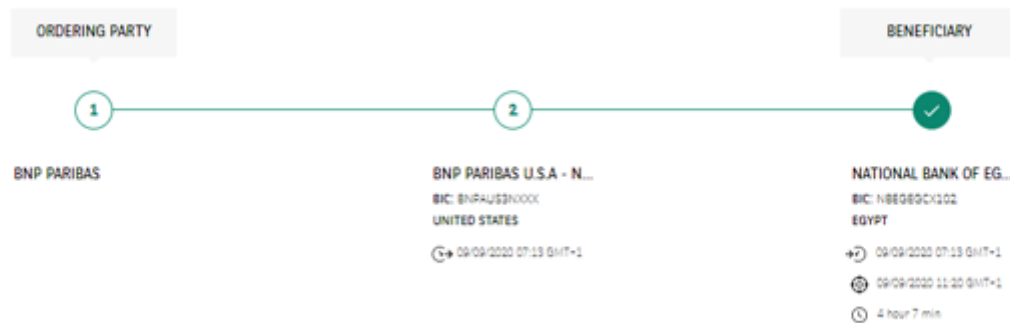 ORDERING PARTY
BENEFICIARY
1
2
BNP PARIBAS
BNP PARIBAS U.S.A - N...
BIC: BNPAUS3NXXX
UNITED STATES
09/09/2020 07:13 GMT+1
NATIONAL BANK OF EG...
BIC: NBEGEGCX102
EGYPT
09/09/2020 07:13 GMT+1
09/09/2020 11:20 GMT+1
4 hour 7 min